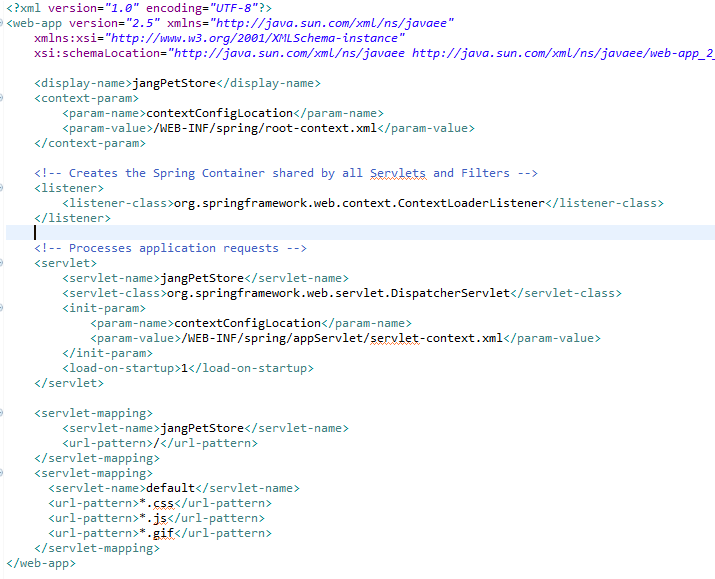 <?xml version="1.0" encoding="UTF-8"?>
<web-app version="2.5" xmlns="http://java.sun.com/xml/ns/javaee"
    xmlns:xsi="http://www.w3.org/2001/XMLSchema-instance"
    xsi:schemaLocation="http://java.sun.com/xml/ns/javaee http://java.sun.com/xml/ns/javaee/web-app_2_
    <display-name>jangPetStore</display-name>
    <context-param>
        <param-name>contextConfigLocation</param-name>
        <param-value>/WEB-INF/spring/root-context.xml</param-value>
    </context-param>
    <!-- Creates the Spring Container shared by all Servlets and Filters -->
    <listener>
        <listener-class>org.springframework.web.context.ContextLoaderListener</listener-class>
    </listener>
    <!-- Processes application requests -->
    <servlet>
        <servlet-name>jangPetStore</servlet-name>
        <servlet-class>org.springframework.web.servlet.DispatcherServlet</servlet-class>
        <init-param>
            <param-name>contextConfigLocation</param-name>
            <param-value>/WEB-INF/spring/appServlet/servlet-context.xml</param-value>
        </init-param>
        <load-on-startup>1</load-on-startup>
    </servlet>
    <servlet-mapping>
        <servlet-name>jangPetStore</servlet-name>
        <url-pattern>/</url-pattern>
    </servlet-mapping>
    <servlet-mapping>
      <servlet-name>default</servlet-name>
      <url-pattern>*.css</url-pattern>
      <url-pattern>*.js</url-pattern>
      <url-pattern>*.gif</url-pattern>
    </servlet-mapping>
</web-app>